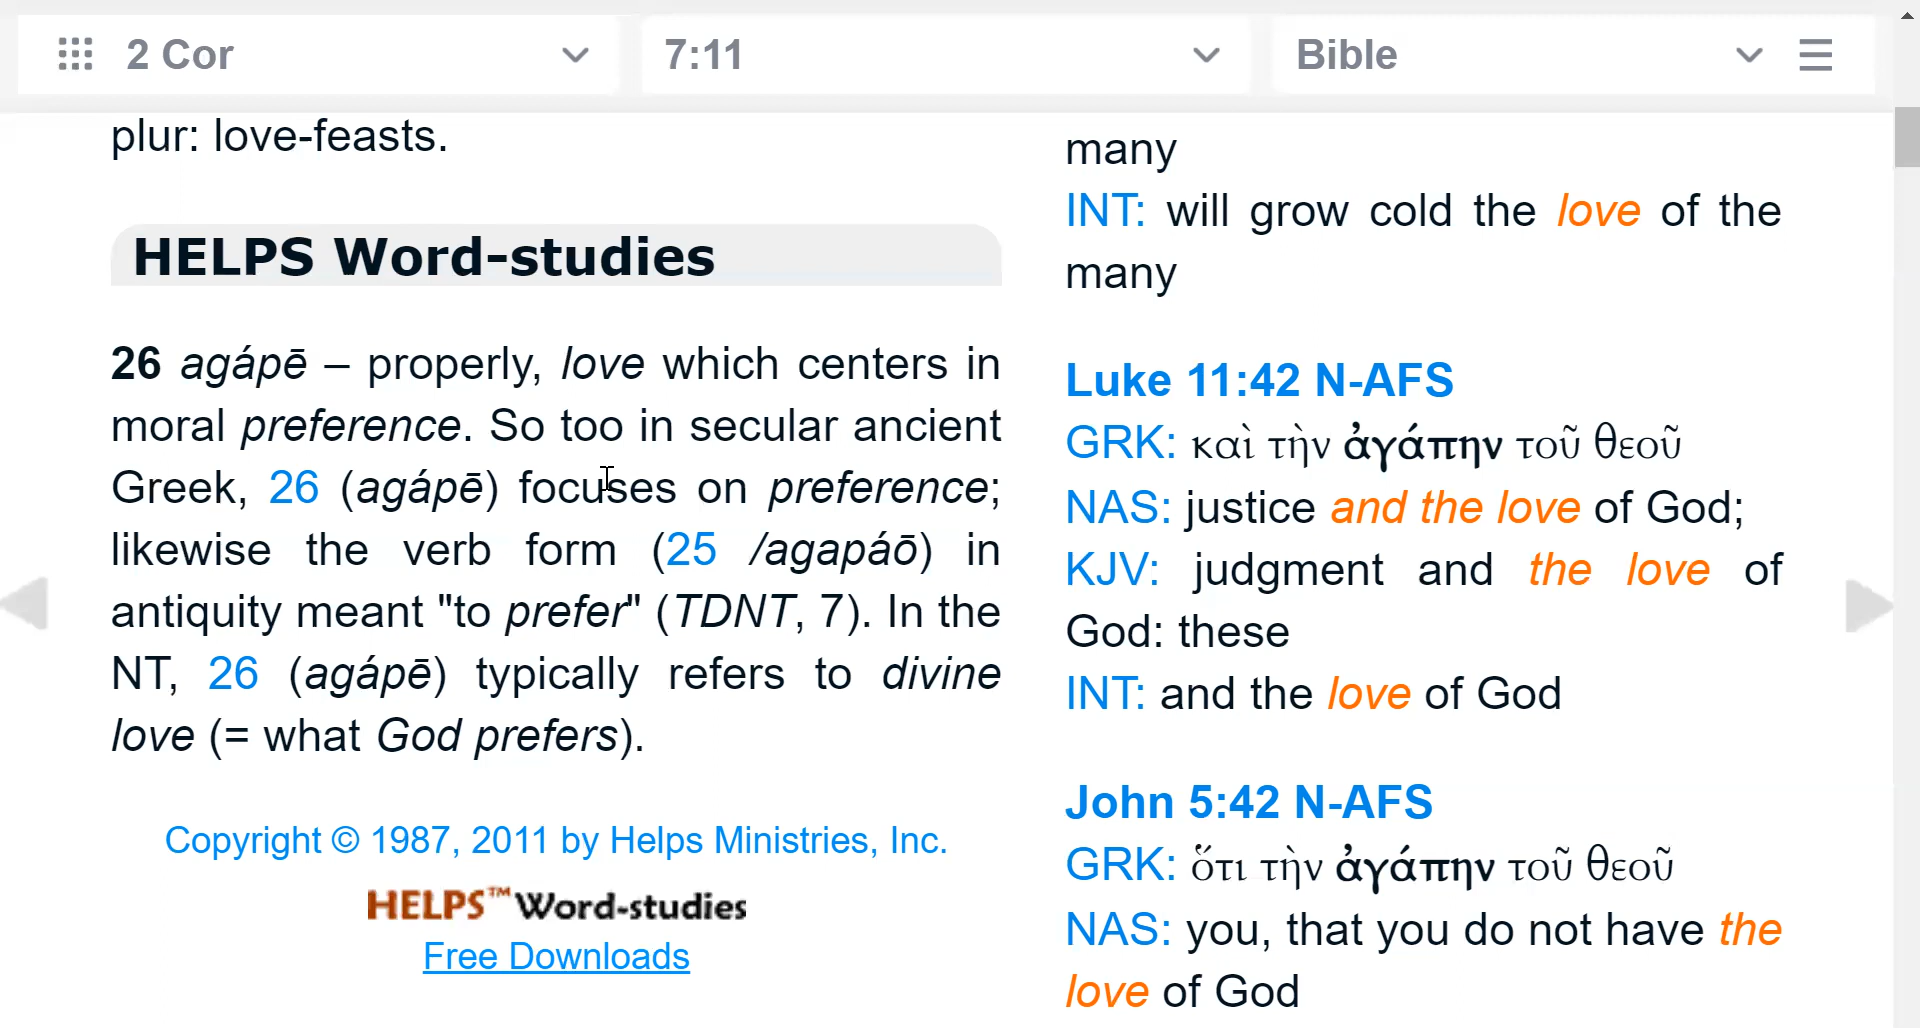 2 Cor
7:11
Bible
plur: love-feasts.
HELPS Word-studies
26 agápē – properly, love which centers in
moral preference. So too in secular ancient
Greek, 26 (agápē) focuses on preference;
likewise the verb form (25 /agapáō) in
antiquity meant "to prefer" (TDNT, 7). In the
NT, 26 (agápē) typically refers to divine
love (= what God prefers).
Copyright © 1987, 2011 by Helps Ministries, Inc.
HELPS™ Word-studies
Free Downloads
many
INT: will grow cold the love of the
many
Luke 11:42 N-AFS
GRK: καὶ τὴν ἀγάπην τοῦ θεοῦ
NAS: justice and the love of God;
KJV: judgment and the love of
God: these
INT: and the love of God
John 5:42 N-AFS
GRK: ὅτι τὴν ἀγάπην τοῦ θεοῦ
NAS: you, that you do not have the
love of God